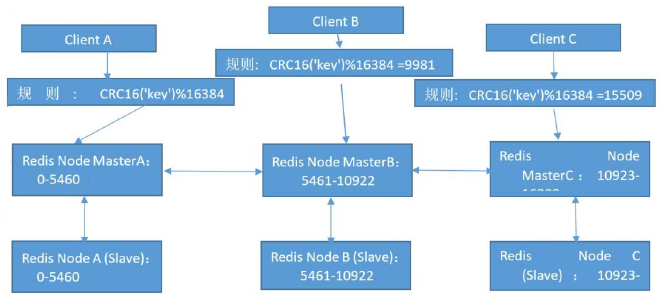 Client A
Client B
Client C
规则： CRC16('key')%16384
规则：CRC16('key')%16384 =9981
规则：CRC16('key')%16384 =15509
Redis Node MasterA：
0-5460
Redis Node MasterB：
5461-10922
Redis Node
MasterC： 10923-
Redis Node A (Slave)：
0-5460
Redis Node B (Slave)：
5461-10922
Redis Node C
(Slave)： 10923-